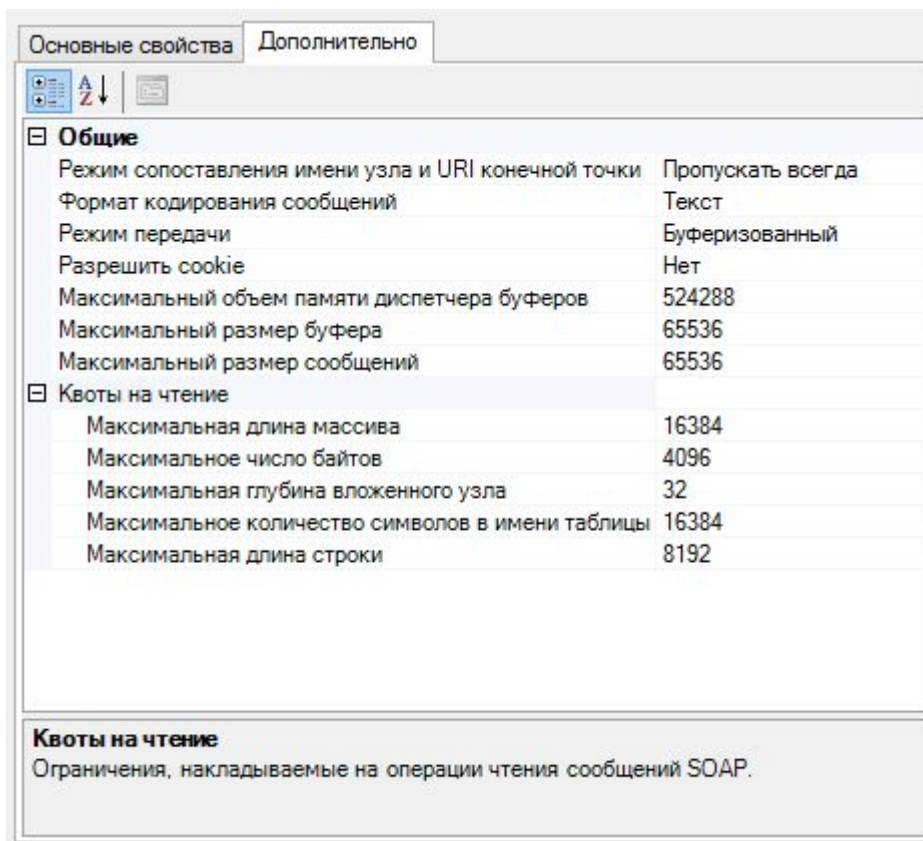 Основные свойства Дополнительно
Общие
Режим сопоставления имени узла и URI конечной точки Пропускать всегда
Формат кодирования сообщений Текст
Режим передачи Буферизованный
Разрешить cookie Нет
Максимальный объем памяти диспетчера буферов 524288
Максимальный размер буфера 65536
Максимальный размер сообщений 65536
Квоты на чтение
Максимальная длина массива 16384
Максимальное число байтов 4096
Максимальная глубина вложенного узла 32
Максимальное количество символов в имени таблицы 16384
Максимальная длина строки 8192
Квоты на чтение
Ограничения, накладываемые на операции чтения сообщений SOAP.